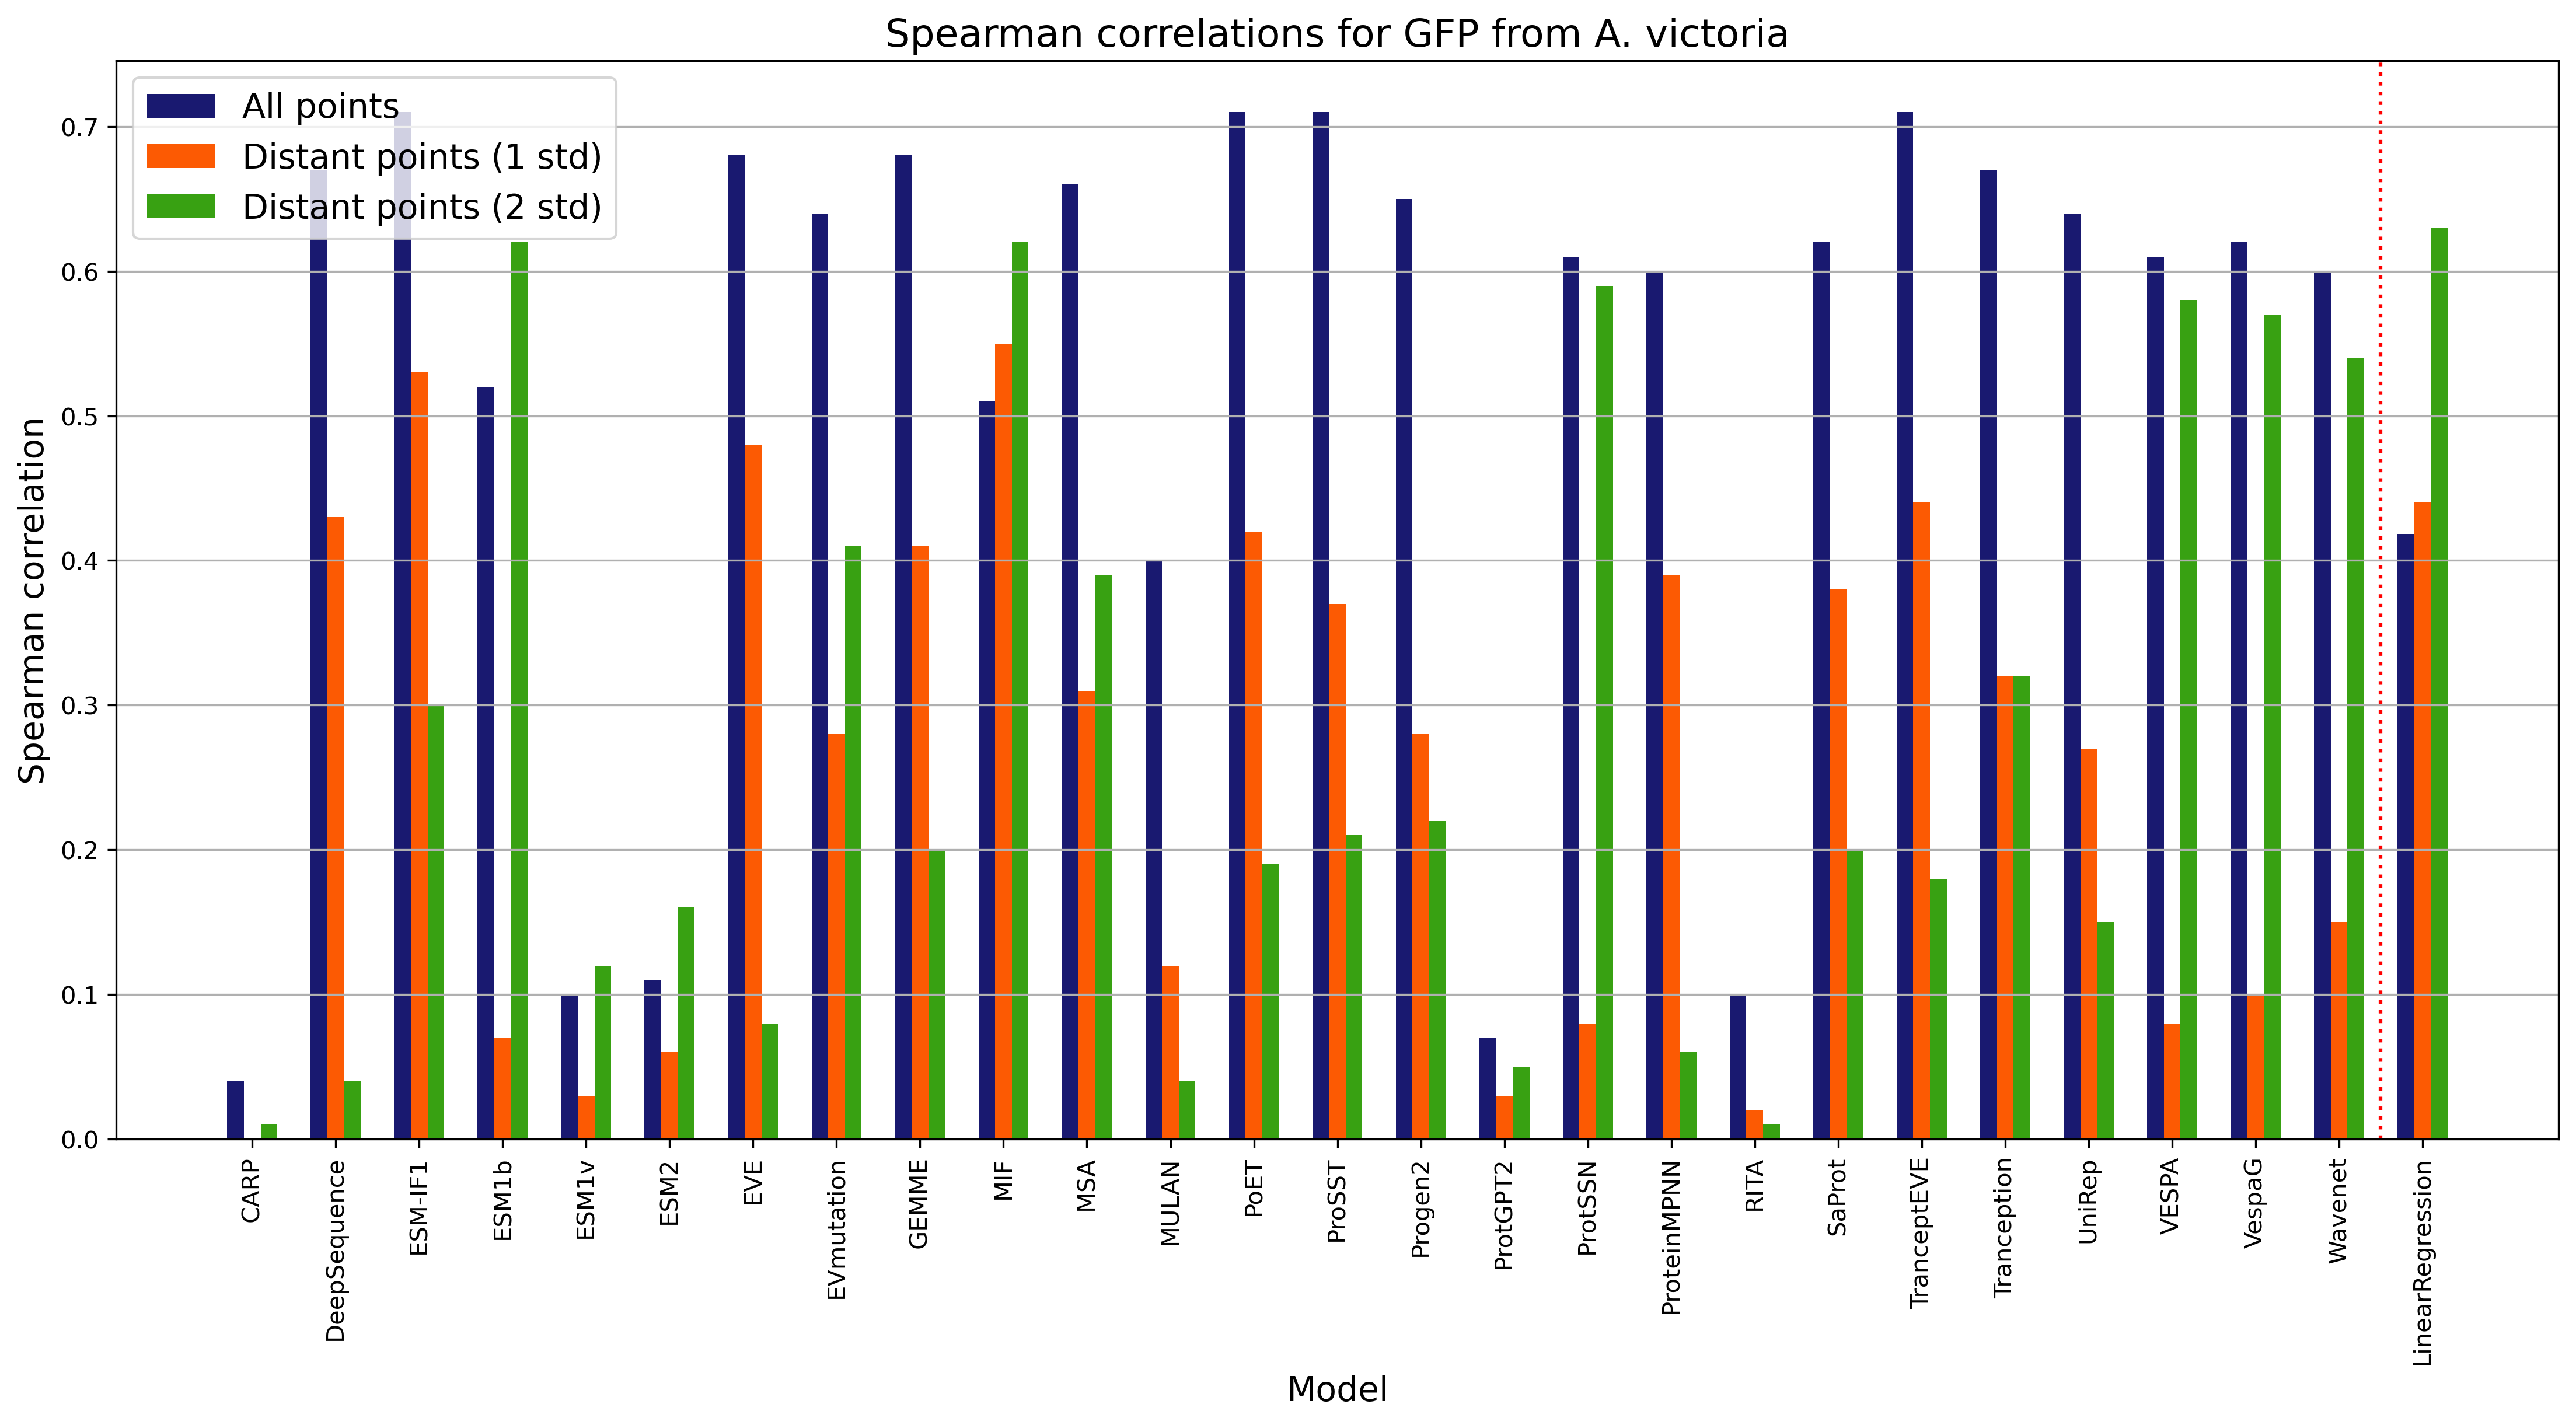 Spearman correlations for GFP from A. victoria
All points
Distant points (1 std)
Distant points (2 std)
Spearman correlation
0.7
0.6
0.5
0.4
0.3
0.2
0.1
0.0
CARP
DeepSequence
ESM-IF1
ESM1b
ESM1v
ESM2
EVE
EVmutation
GEMME
MIF
MSA
MULAN
PoET
ProSST
Progen2
ProtGPT2
ProtSSN
ProteinMPNN
RITA
SaProt
TranceptEVE
Tranception
UniRep
VESPA
VespaG
Wavenet
LinearRegression
Model